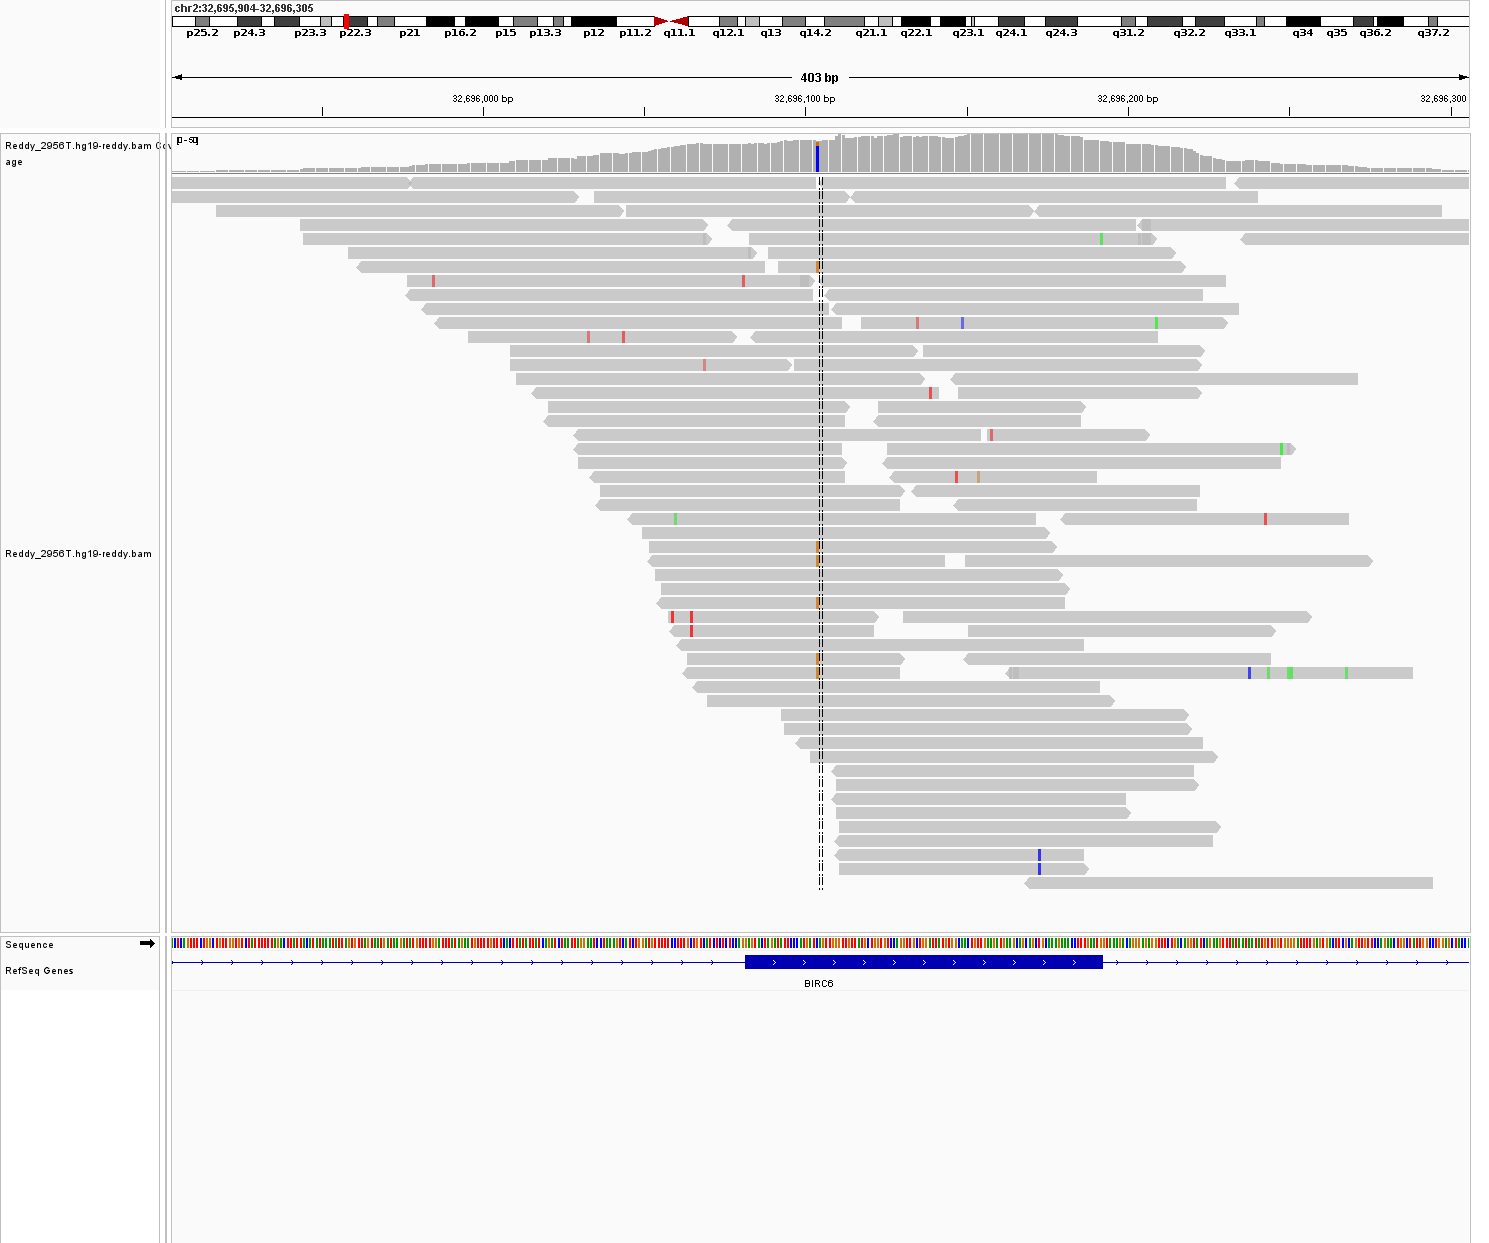 chr2:32,695,904-32,696,305
p25.2 p24.3 p23.3 p22.3 p21 p16.2 p15 p13.3 p12 p11.2 q11.1 q12.1 q13 q14.2 q21.1 q22.1 q23.1 q24.1 q24.3 q31.2 q32.2 q33.1 q34 q35 q36.2 q37.2
403 bp
32,696,000 bp 32,696,100 bp 32,696,200 bp 32,696,300
Reddy_2956T.hg19-reddy.bam Cov
age
Reddy_2956T.hg19-reddy.bam
Sequence
RefSeq Genes
BIRC6